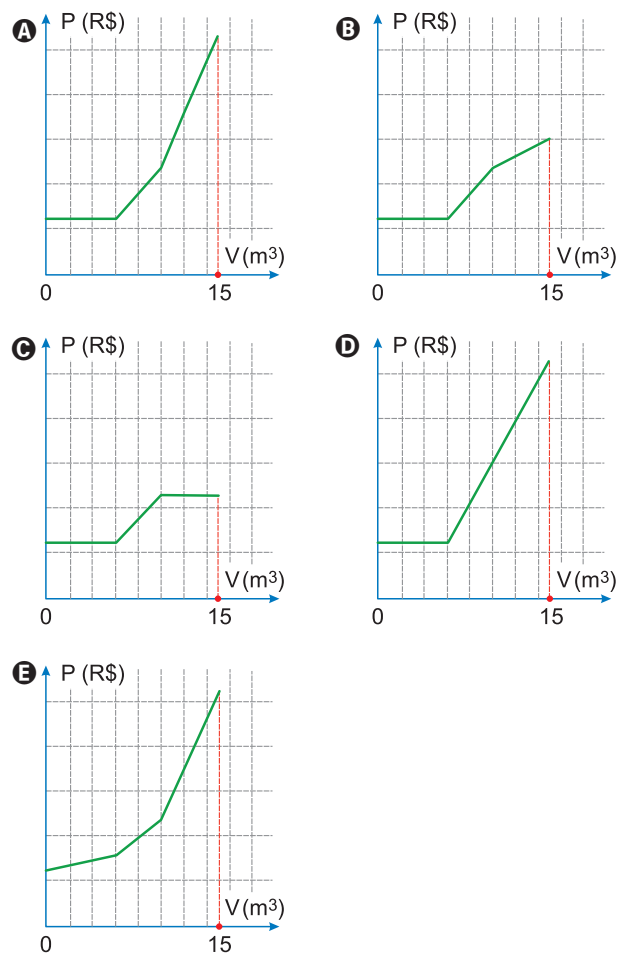 A P (R$)
V (m³)
0 15
B P (R$)
V (m³)
0 15
C P (R$)
V (m³)
0 15
D P (R$)
V (m³)
0 15
E P (R$)
V (m³)
0 15